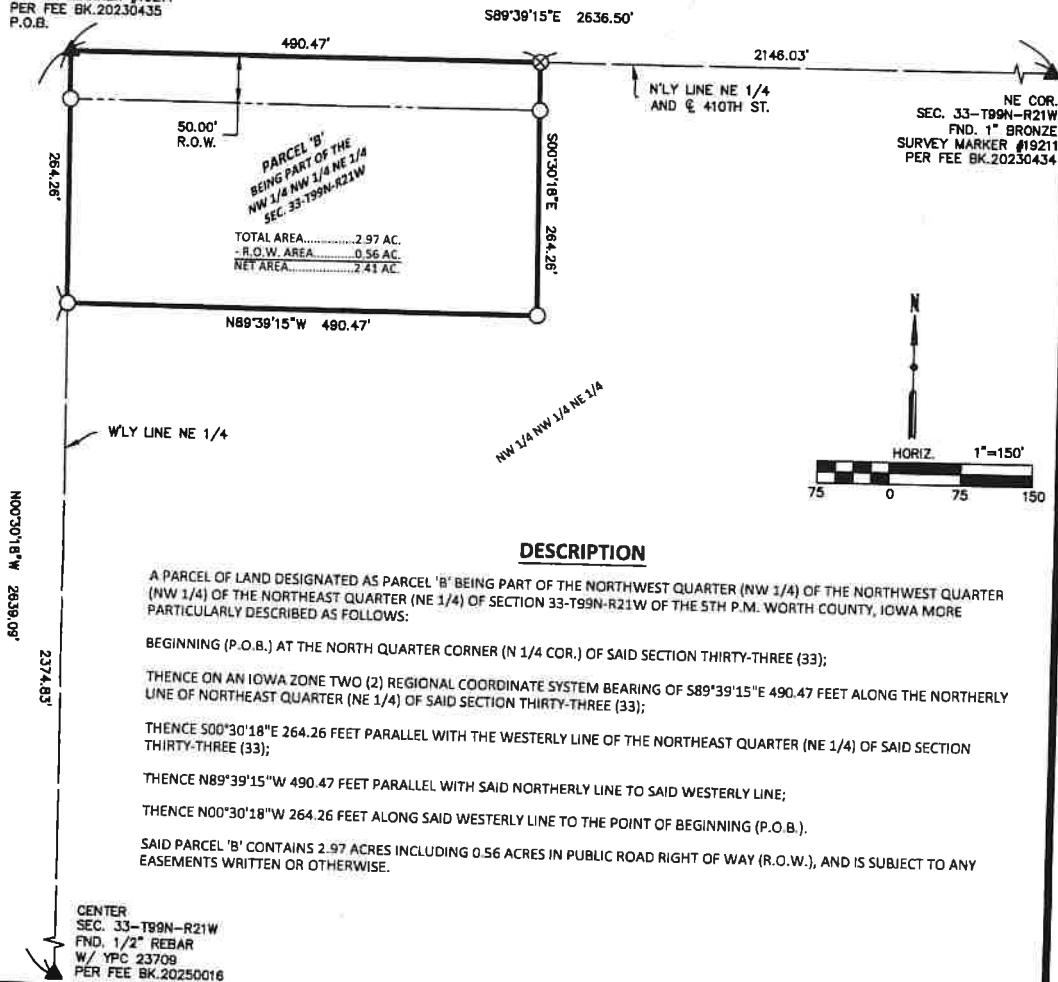 PER FEE BK.20230435
P.O.B.
S89°39'15"E 2636.50'
490.47'
2146.03'
N'LY LINE NE 1/4
AND ℄ 410TH ST.
NE COR.
SEC. 33-T99N-R21W
FND. 1" BRONZE
SURVEY MARKER #19211
PER FEE BK.20230434
50.00'
R.O.W.
264.26'
PARCEL 'B'
BEING PART OF THE
NW 1/4 NW 1/4 NE 1/4
SEC. 33-T99N-R21W
S00°30'18"E 264.26'
TOTAL AREA..............2.97 AC.
- R.O.W. AREA..............0.56 AC.
NET AREA..............2.41 AC.
N89°39'15"W 490.47'
N
NW 1/4 NW 1/4 NE 1/4
W'LY LINE NE 1/4
HORIZ. 1"=150'
75 0 75 150
N00°30'18"W 2639.09'
2374.83'
DESCRIPTION
A PARCEL OF LAND DESIGNATED AS PARCEL 'B' BEING PART OF THE NORTHWEST QUARTER (NW 1/4) OF THE NORTHWEST QUARTER
(NW 1/4) OF THE NORTHEAST QUARTER (NE 1/4) OF SECTION 33-T99N-R21W OF THE 5TH P.M. WORTH COUNTY, IOWA MORE
PARTICULARLY DESCRIBED AS FOLLOWS:
BEGINNING (P.O.B.) AT THE NORTH QUARTER CORNER (N 1/4 COR.) OF SAID SECTION THIRTY-THREE (33);
THENCE ON AN IOWA ZONE TWO (2) REGIONAL COORDINATE SYSTEM BEARING OF S89°39'15"E 490.47 FEET ALONG THE NORTHERLY
LINE OF NORTHEAST QUARTER (NE 1/4) OF SAID SECTION THIRTY-THREE (33);
THENCE S00°30'18"E 264.26 FEET PARALLEL WITH THE WESTERLY LINE OF THE NORTHEAST QUARTER (NE 1/4) OF SAID SECTION
THIRTY-THREE (33);
THENCE N89°39'15"W 490.47 FEET PARALLEL WITH SAID NORTHERLY LINE TO SAID WESTERLY LINE;
THENCE N00°30'18"W 264.26 FEET ALONG SAID WESTERLY LINE TO THE POINT OF BEGINNING (P.O.B.).
SAID PARCEL 'B' CONTAINS 2.97 ACRES INCLUDING 0.56 ACRES IN PUBLIC ROAD RIGHT OF WAY (R.O.W.), AND IS SUBJECT TO ANY
EASEMENTS WRITTEN OR OTHERWISE.
CENTER
SEC. 33-T99N-R21W
FND. 1/2" REBAR
W/ YPC 23709
PER FEE BK.20250016